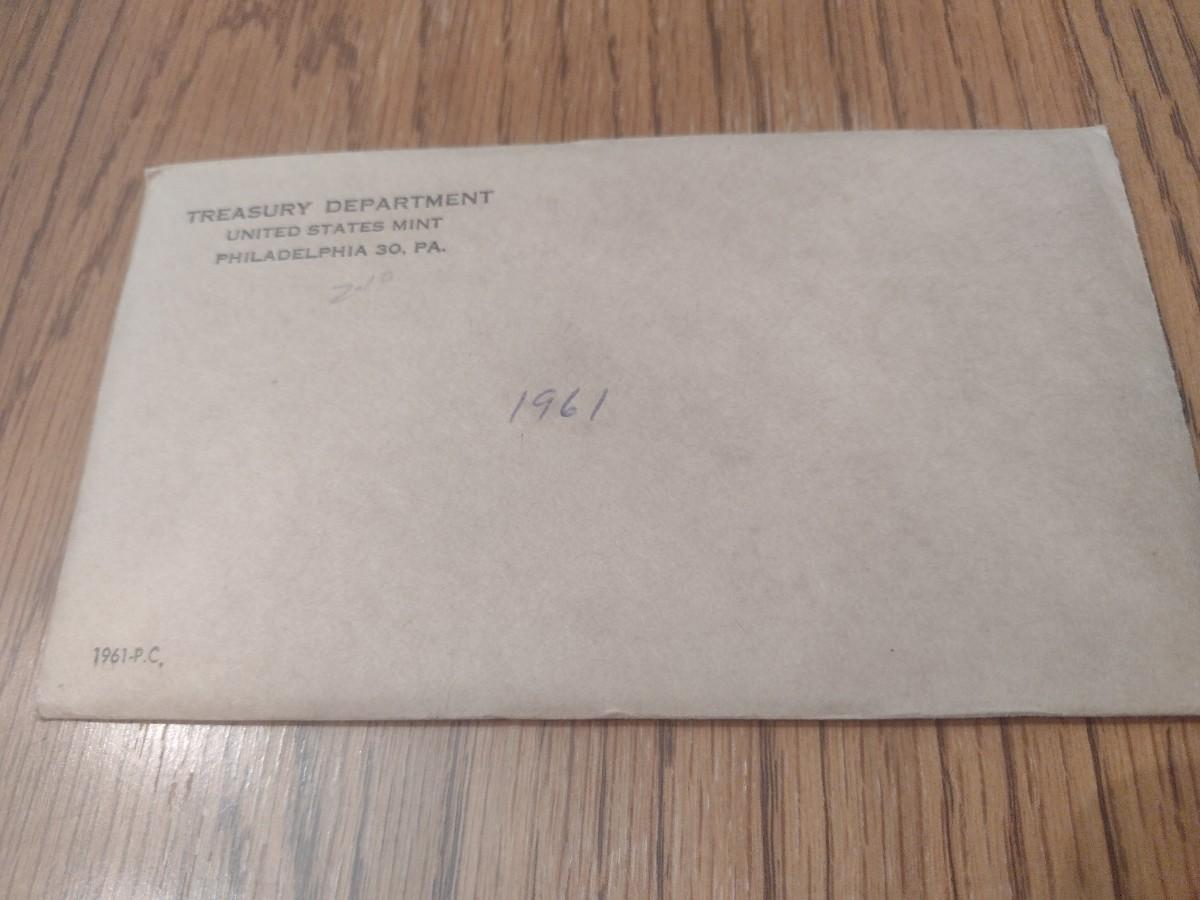 TREASURY DEPARTMENT
UNITED STATES MINT
PHILADELPHIA 30, PA.
1961
1961-P.C.